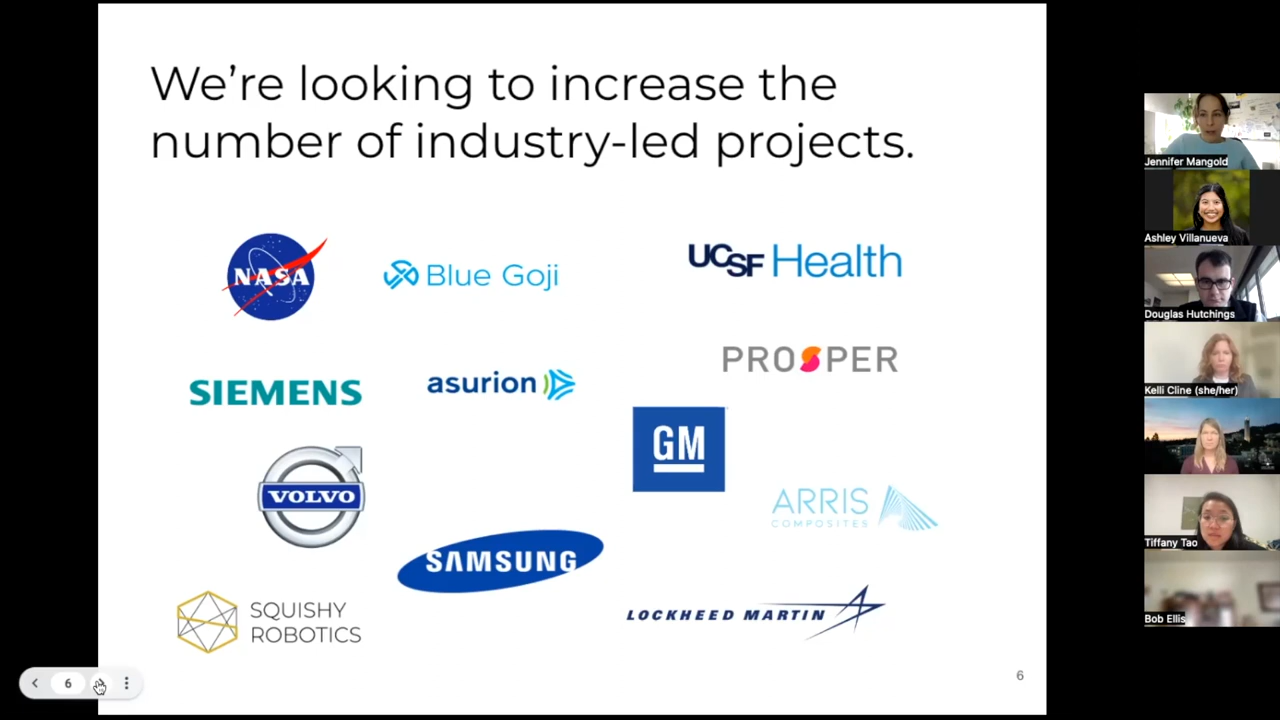 We're looking to increase the
number of industry-led projects.
NASA
Blue Goji
UCSF Health
SIEMENS
asurion
PROSPER
GM
VOLVO
ARRIS
COMPOSITES
SAMSUNG
SQUISHY
ROBOTICS
LOCKHEED MARTIN
6
6
Jennifer Mangold
Ashley Villanueva
Douglas Hutchings
Kelli Cline (she/her)
Tiffany Tao
Bob Ellis